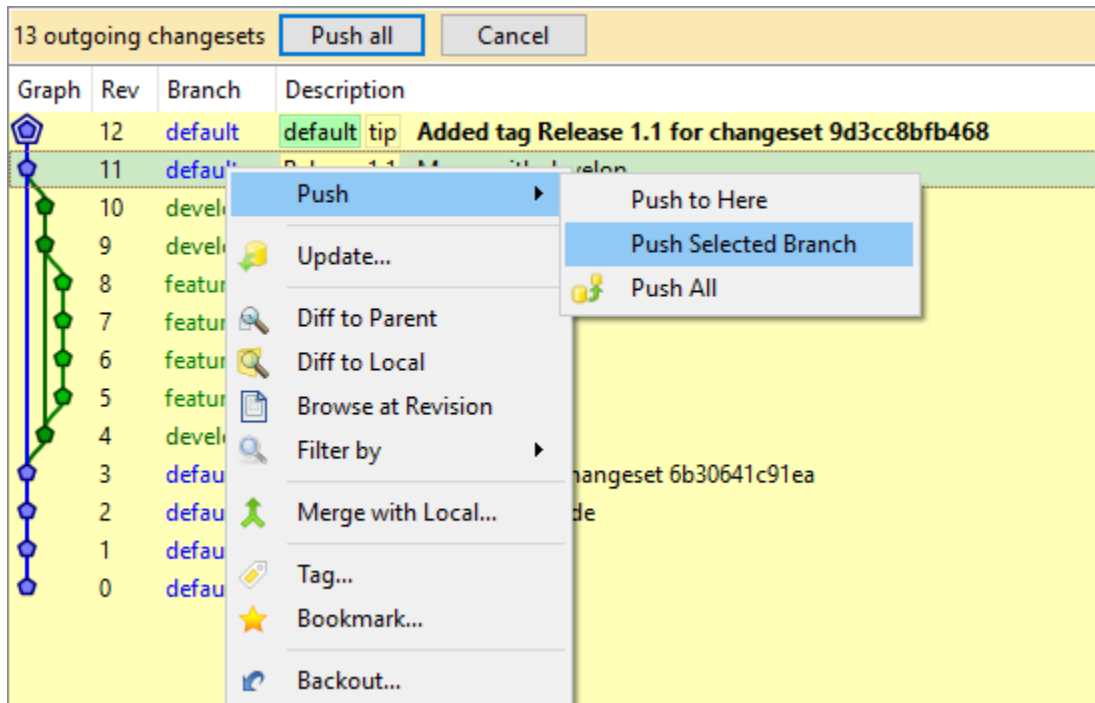 13 outgoing changesets Push all Cancel
Graph Rev Branch Description
12 default default tip Added tag Release 1.1 for changeset 9d3cc8bfb468
11
10
9
8
7
6
5
4
3 changeset 6b30641c91ea
2
1
0
Push
Update...
Diff to Parent
Diff to Local
Browse at Revision
Filter by
Merge with Local...
Tag...
Bookmark...
Backout...
Push to Here
Push Selected Branch
Push All